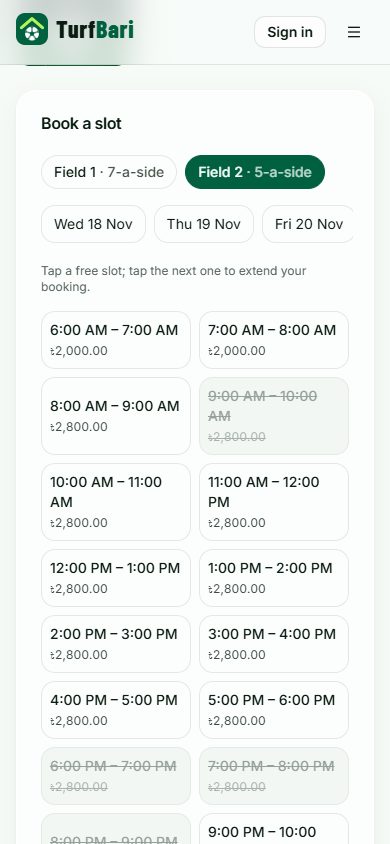 TurfBari
Sign in
Book a slot
Field 1 · 7-a-side
Field 2 · 5-a-side
Wed 18 Nov
Thu 19 Nov
Fri 20 Nov
Tap a free slot; tap the next one to extend your
booking.
6:00 AM – 7:00 AM
৳2,000.00
7:00 AM – 8:00 AM
৳2,000.00
8:00 AM – 9:00 AM
৳2,800.00
9:00 AM – 10:00
AM
৳2,800.00
10:00 AM – 11:00
AM
৳2,800.00
11:00 AM – 12:00
PM
৳2,800.00
12:00 PM – 1:00 PM
৳2,800.00
1:00 PM – 2:00 PM
৳2,800.00
2:00 PM – 3:00 PM
৳2,800.00
3:00 PM – 4:00 PM
৳2,800.00
4:00 PM – 5:00 PM
৳2,800.00
5:00 PM – 6:00 PM
৳2,800.00
6:00 PM – 7:00 PM
৳2,800.00
7:00 PM – 8:00 PM
৳2,800.00
8:00 PM – 9:00 PM
9:00 PM – 10:00